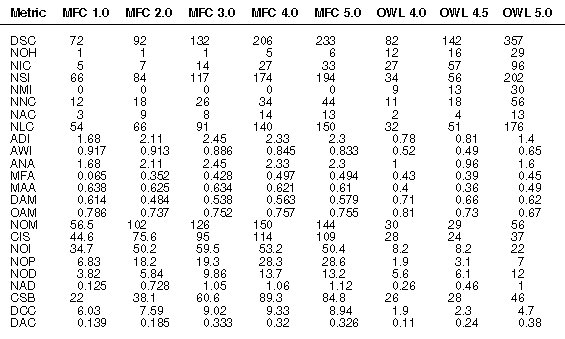 Metric MFC 1.0 MFC 2.0 MFC 3.0 MFC 4.0 MFC 5.0 OWL 4.0 OWL 4.5 OWL 5.0
DSC 72 92 132 206 233 82 142 357
NOH 1 1 1 5 6 12 16 29
NIC 5 7 14 27 33 27 57 96
NSI 66 84 117 174 194 34 56 202
NMI 0 0 0 0 0 9 13 30
NNC 12 18 26 34 44 11 18 56
NAC 3 9 8 14 13 2 4 13
NLC 54 66 91 140 150 32 51 176
ADI 1.68 2.11 2.45 2.33 2.3 0.78 0.81 1.4
AWI 0.917 0.913 0.886 0.845 0.833 0.52 0.49 0.65
ANA 1.68 2.11 2.45 2.33 2.3 1 0.96 1.6
MFA 0.065 0.352 0.428 0.497 0.494 0.43 0.39 0.45
MAA 0.638 0.625 0.634 0.621 0.61 0.4 0.36 0.49
DAM 0.614 0.484 0.538 0.563 0.579 0.71 0.66 0.62
OAM 0.786 0.737 0.752 0.757 0.755 0.81 0.73 0.67
NOM 56.5 102 126 150 144 30 29 56
CIS 44.6 75.6 95 114 109 28 24 37
NOI 34.7 50.2 59.5 53.2 50.4 8.2 8.2 22
NOP 6.83 18.2 19.3 28.3 28.6 1.9 3.1 7
NOD 3.82 5.84 9.86 13.7 13.2 5.6 6.1 12
NAD 0.125 0.728 1.05 1.06 1.12 0.26 0.46 1
CSB 22 38.1 60.6 89.3 84.8 26 28 46
DCC 6.03 7.59 9.02 9.33 8.94 1.9 2.3 4.7
DAC 0.139 0.185 0.333 0.32 0.326 0.11 0.24 0.38